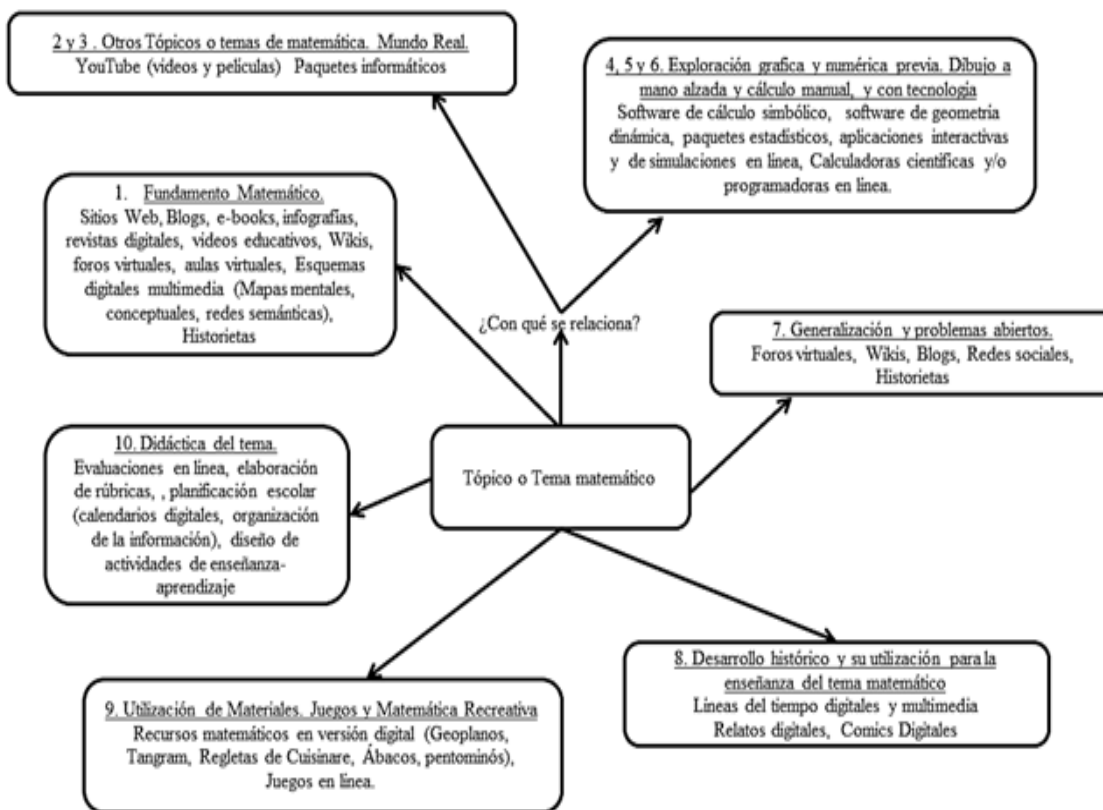 2 y 3 . Otros Tópicos o temas de matemática. Mundo Real.
YouTube (videos y peliculas) Paquetes informáticos
4, 5 y 6. Exploración grafica y numérica previa. Dibujo a
mano alzada y cálculo manual, y con tecnologia
Software de cálculo simbólico, software de geometria
dinámica, paquetes estadísticos, aplicaciones interactivas
y de simulaciones en línea, Calculadoras científicas y/o
programadoras en linea.
1. Fundamento Matemático.
Sitios Web, Blogs, e-books, infografías,
revistas digitales, videos educativos, Wikis,
foros virtuales, aulas virtuales, Esquemas
digitales multimedia (Mapas mentales,
conceptuales, redes semánticas),
Historietas
¿Con qué se relaciona?
7. Generalización y problemas abiertos.
Foros virtuales, Wikis, Blogs, Redes sociales,
Historietas
10. Didáctica del tema.
Evaluaciones en linea, elaboración
de rúbricas, , planificación escolar
(calendarios digitales, organización
de la información), diseño de
actividades de enseñanza-
aprendizaje
Tópico o Tema matemático
8. Desarrollo histórico y su utilización para la
enseñanza del tema matemático
Lineas del tiempo digitales y multimedia
Relatos digitales, Comics Digitales
9. Utilización de Materiales. Juegos y Matemática Recreativa
Recursos matemáticos en versión digital (Geoplanos,
Tangram, Regletas de Cuisinare, Ábacos, pentominós),
Juegos en linea.